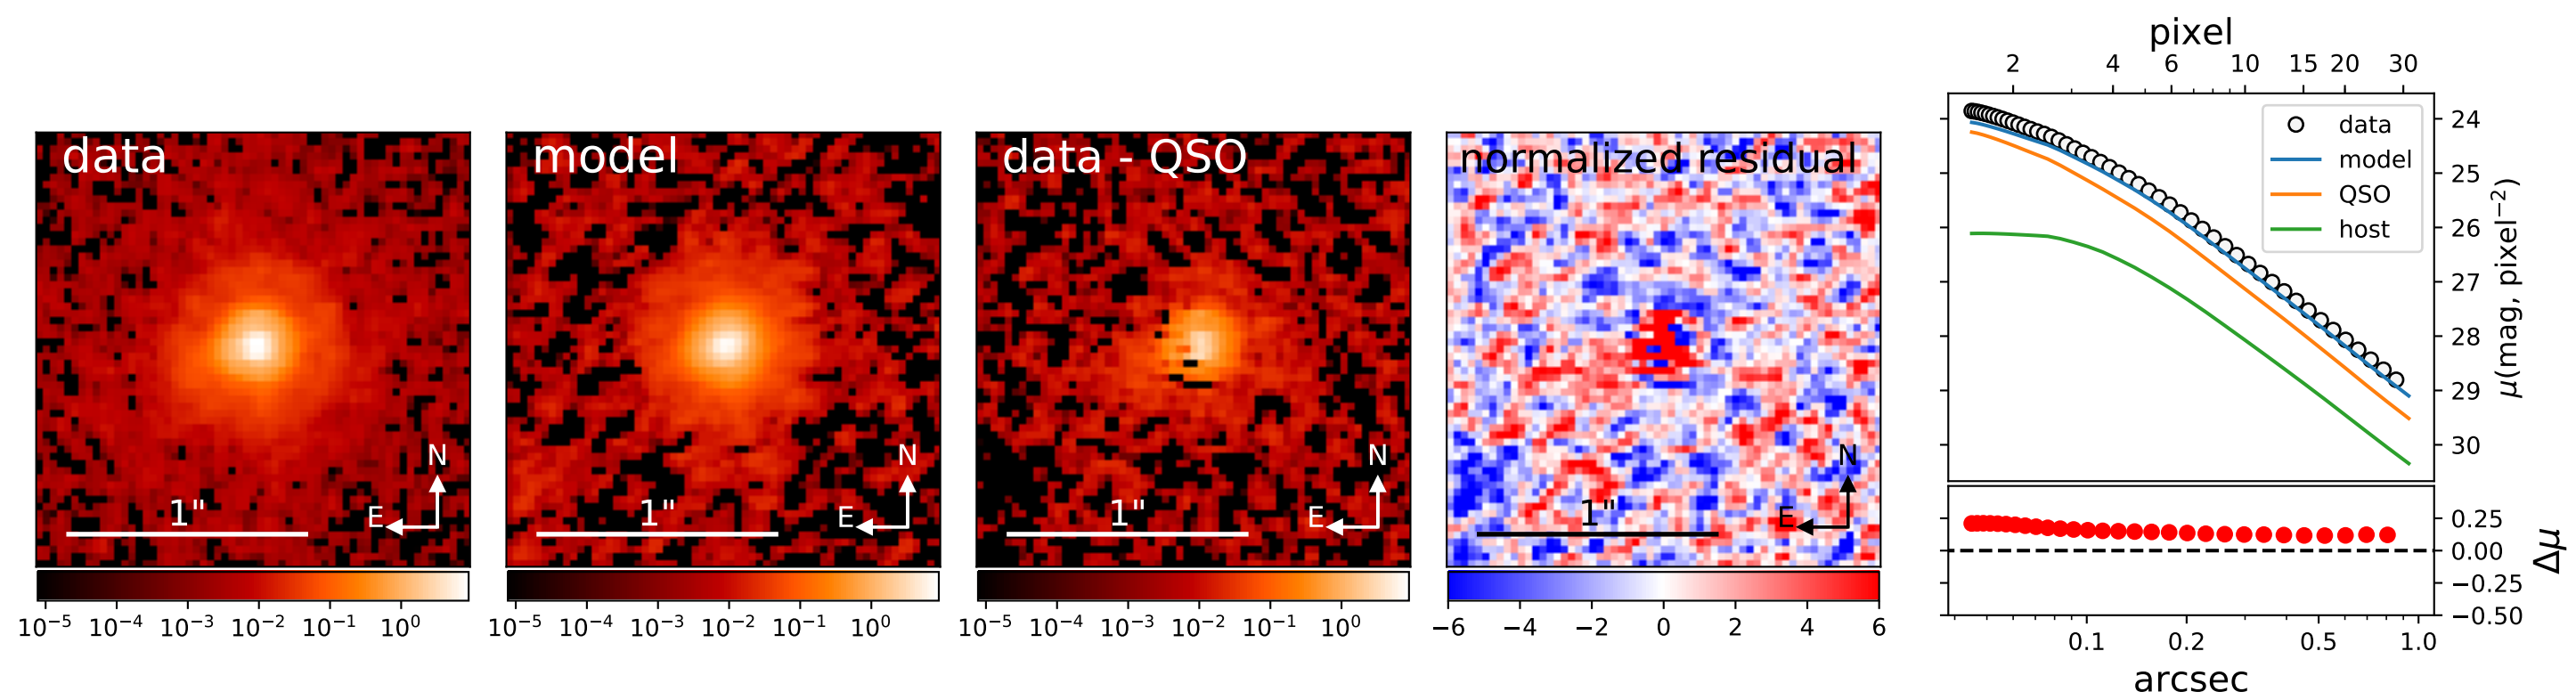 data
1"
N
E
10⁻⁵ 10⁻⁴ 10⁻³ 10⁻² 10⁻¹ 10⁰
model
1"
N
E
10⁻⁵ 10⁻⁴ 10⁻³ 10⁻² 10⁻¹ 10⁰
data - QSO
1"
N
E
10⁻⁵ 10⁻⁴ 10⁻³ 10⁻² 10⁻¹ 10⁰
normalized residual
1"
N
E
−6 −4 −2 0 2 4 6
pixel
2 4 6 10 15 20 30
data
model
QSO
host
24
25
26
27
28
29
30
μ(mag, pixel⁻²)
0.25
0.00
−0.25
−0.50
Δμ
0.1 0.2 0.5 1.0
arcsec